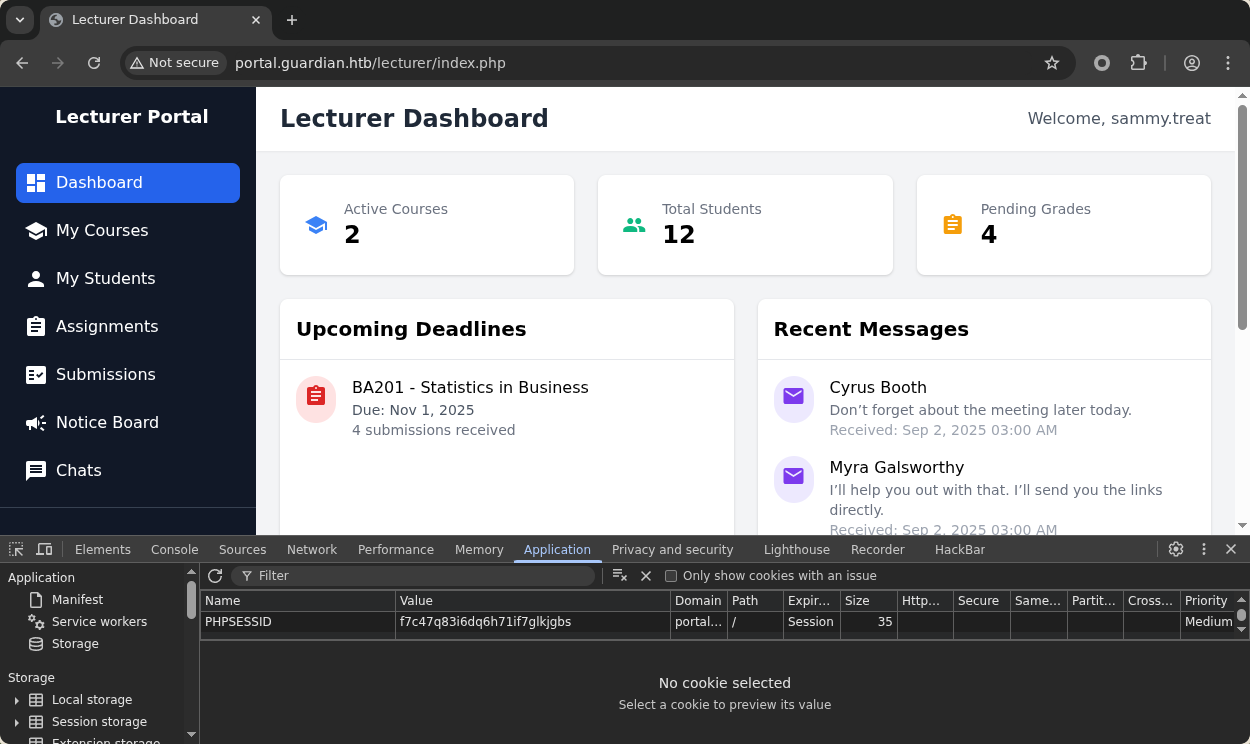 Lecturer Dashboard
Not secure
portal.guardian.htb/lecturer/index.php
Lecturer Portal
Dashboard
My Courses
My Students
Assignments
Submissions
Notice Board
Chats
Lecturer Dashboard
Welcome, sammy.treat
Active Courses
2
Total Students
12
Pending Grades
4
Upcoming Deadlines
BA201 - Statistics in Business
Due: Nov 1, 2025
4 submissions received
Recent Messages
Cyrus Booth
Don’t forget about the meeting later today.
Received: Sep 2, 2025 03:00 AM
Myra Galsworthy
I’ll help you out with that. I’ll send you the links
directly.
Received: Sep 2, 2025 03:00 AM
Elements Console Sources Network Performance Memory Application Privacy and security Lighthouse Recorder HackBar
Application
Manifest
Service workers
Storage
Storage
Local storage
Session storage
Extension storage
Filter
Only show cookies with an issue
Name Value Domain Path Expir... Size Http... Secure Same... Partit... Cross... Priority
PHPSESSID f7c47q83i6dq6h71if7glkjgbs portal... / Session 35 Medium
No cookie selected
Select a cookie to preview its value